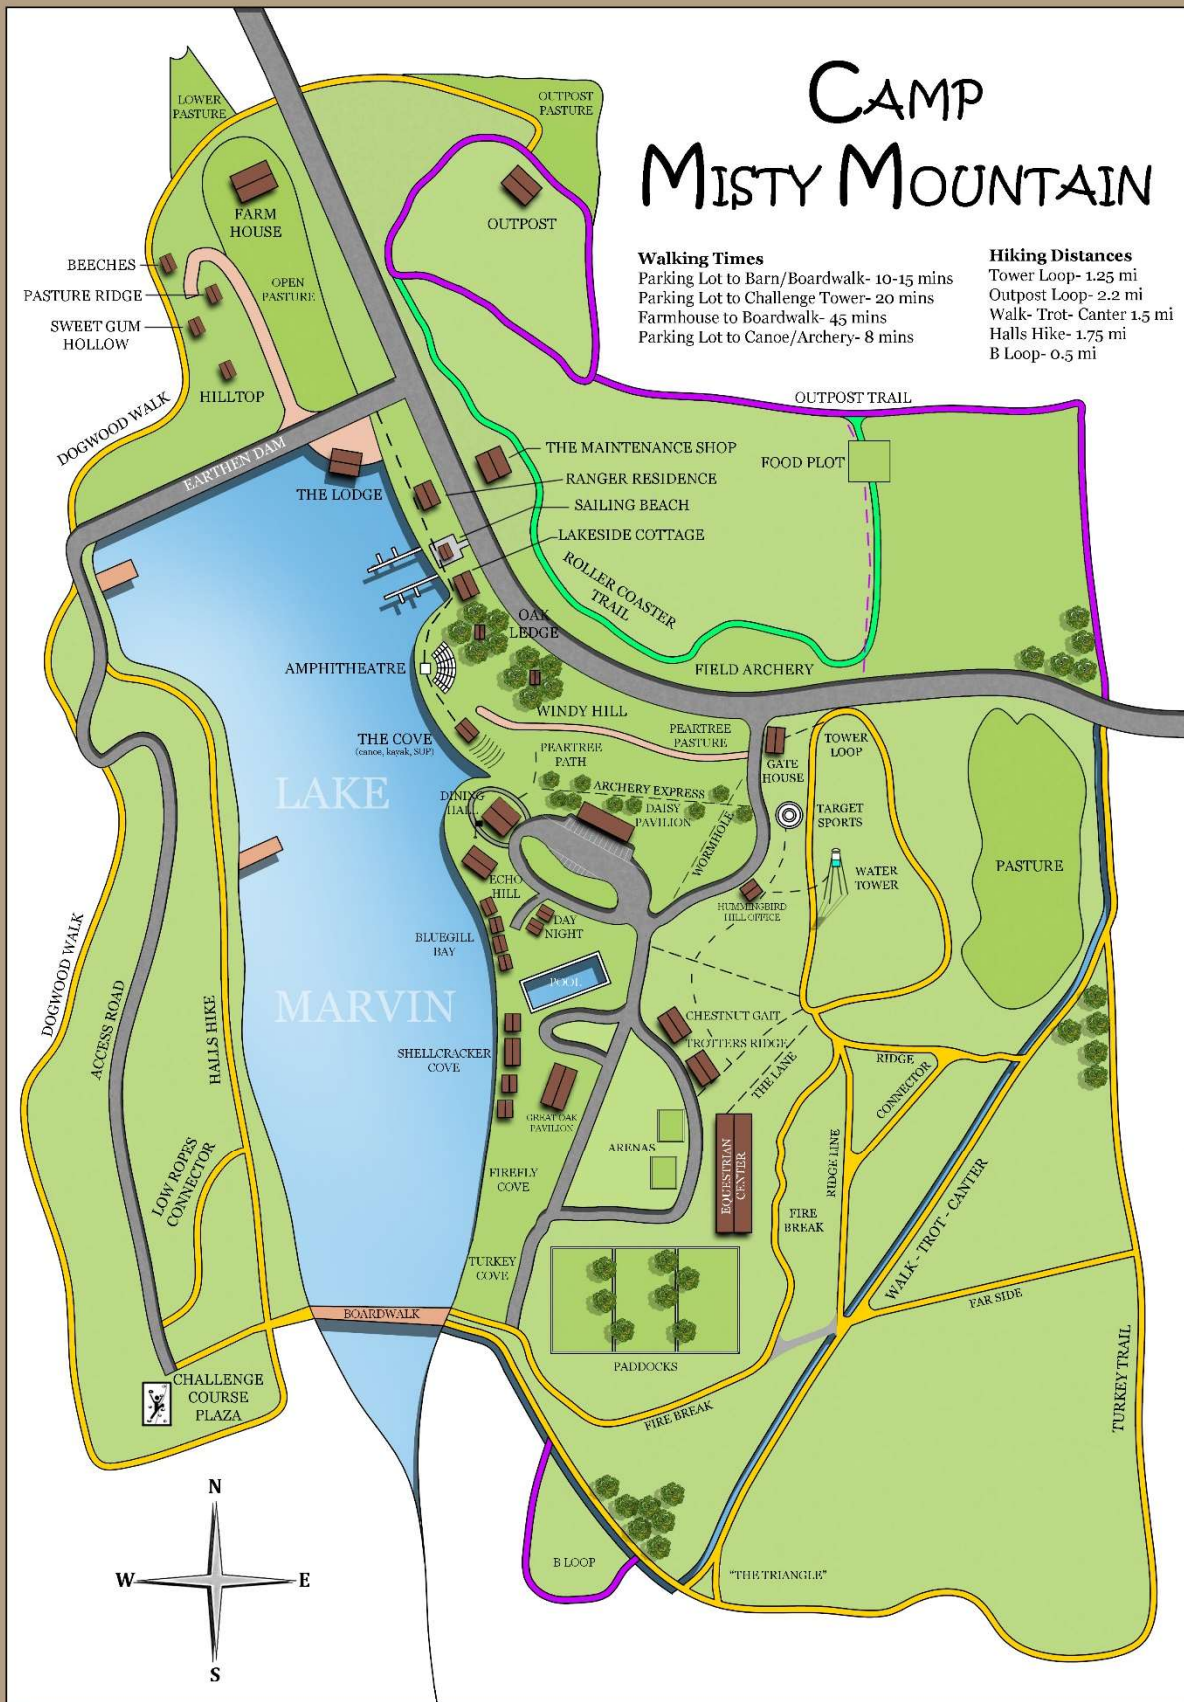 CAMP
MISTY MOUNTAIN
Walking Times
Parking Lot to Barn/Boardwalk- 10-15 mins
Parking Lot to Challenge Tower- 20 mins
Farmhouse to Boardwalk- 45 mins
Parking Lot to Canoe/Archery- 8 mins
Hiking Distances
Tower Loop- 1.25 mi
Outpost Loop- 2.2 mi
Walk- Trot- Canter 1.5 mi
Halls Hike- 1.75 mi
B Loop- 0.5 mi
LOWER
PASTURE
OUTPOST
PASTURE
FARM
HOUSE
OUTPOST
BEECHES
PASTURE RIDGE
SWEET GUM
HOLLOW
HILLTOP
OPEN
PASTURE
DOGWOOD WALK
EARTHEN DAM
THE LODGE
OUTPOST TRAIL
THE MAINTENANCE SHOP
FOOD PLOT
RANGER RESIDENCE
SAILING BEACH
LAKESIDE COTTAGE
ROLLER COASTER
TRAIL
OAK
LEDGE
AMPHITHEATRE
FIELD ARCHERY
WINDY HILL
THE COVE
(canoe, kayak, SUP)
PEARTREE
PASTURE
PEARTREE
PATH
GATE
HOUSE
TOWER
LOOP
LAKE
MARVIN
DINING
HALL
ARCHERY EXPRESS
DAISY
PAVILION
WORMHOLE
TARGET
SPORTS
WATER
TOWER
PASTURE
ECHO
HILL
HUMMINGBIRD
HILL OFFICE
DAY
NIGHT
BLUEGILL
BAY
POOL
DOGWOOD WALK
ACCESS ROAD
HALLS HIKE
CHESTNUT GAIT
TROTTERS RIDGE
THE LANE
RIDGE
CONNECTOR
SHELLCRACKER
COVE
GREAT OAK
PAVILION
ARENAS
EQUESTRIAN
CENTER
RIDGE LINE
LOW ROPES
CONNECTOR
FIREFLY
COVE
FIRE
BREAK
WALK - TROT - CANTER
TURKEY
COVE
FAR SIDE
BOARDWALK
PADDOCKS
CHALLENGE
COURSE
PLAZA
FIRE BREAK
TURKEY TRAIL
B LOOP
"THE TRIANGLE"
N
W
E
S